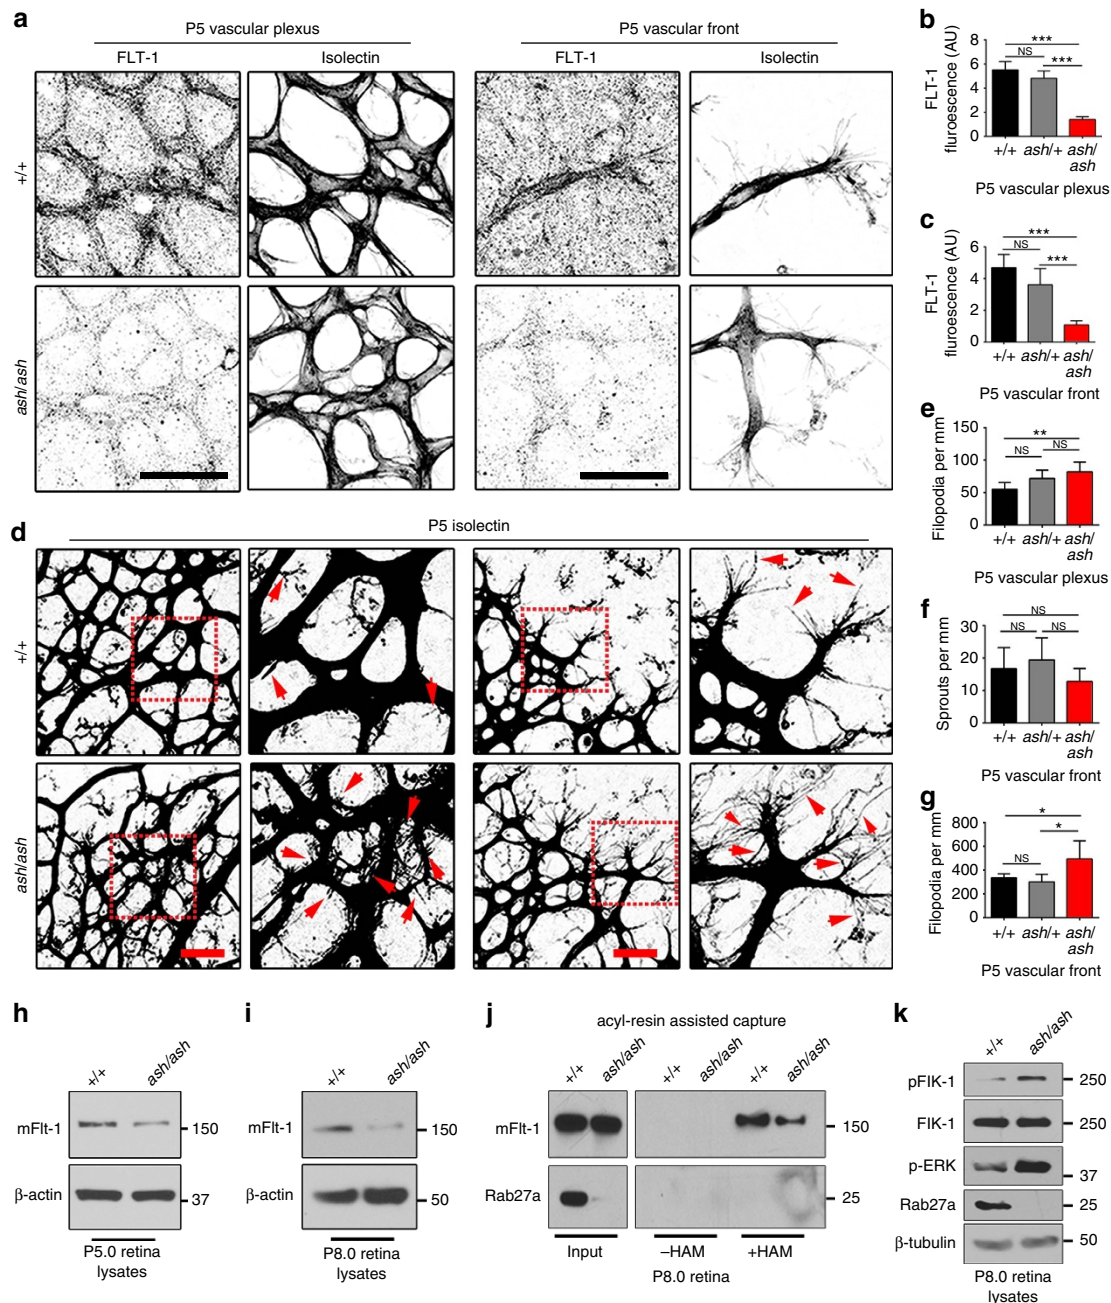 a
P5 vascular plexus
P5 vascular front
FLT-1
Isolectin
FLT-1
Isolectin
+/+
ash/ash
b
FLT-1
fluroescence (AU)
8
6
4
2
0
***
NS
***
+/+
ash/+
ash/
ash
P5 vascular plexus
c
FLT-1
fluroescence (AU)
6
4
2
0
***
NS
***
+/+
ash/+
ash/
ash
P5 vascular front
d
P5 isolectin
+/+
ash/ash
e
Filopodia per mm
150
100
50
0
**
NS
NS
+/+
ash/+
ash/
ash
P5 vascular plexus
f
Sprouts per mm
30
20
10
0
NS
NS
NS
+/+
ash/+
ash/
ash
P5 vascular front
g
Filopodia per mm
800
600
400
200
0
*
NS
*
+/+
ash/+
ash/
ash
P5 vascular front
h
+/+
ash/ash
mFlt-1
150
β-actin
37
P5.0 retina
lysates
i
+/+
ash/ash
mFlt-1
150
β-actin
50
P8.0 retina
lysates
j
acyl-resin assisted capture
+/+
ash/ash
+/+
ash/ash
+/+
ash/ash
mFlt-1
150
Rab27a
25
Input
–HAM
+HAM
P8.0 retina
k
+/+
ash/ash
pFIK-1
250
FIK-1
250
p-ERK
37
Rab27a
25
β-tubulin
50
P8.0 retina
lysates